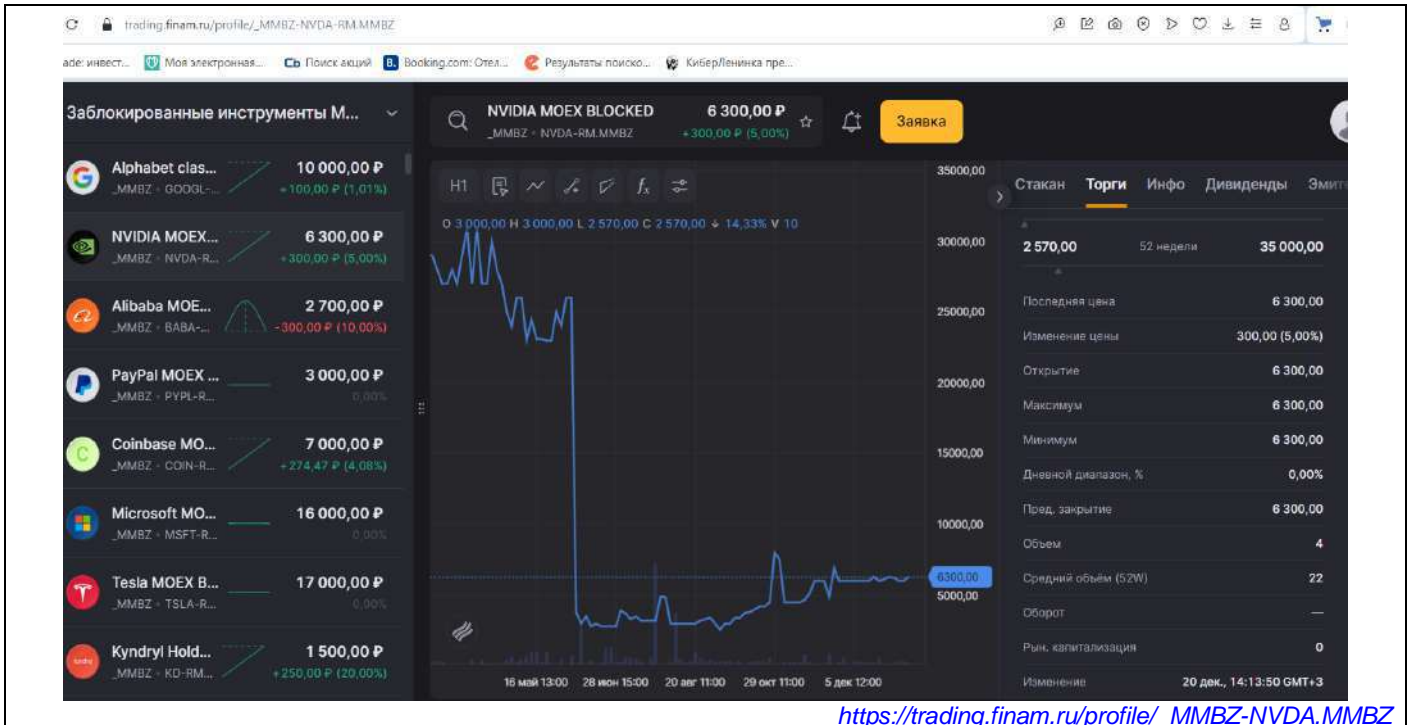 trading.finam.ru/profile/_MMBZ-NVDA-RM.MMBZ
ade: инвест... Моя электронная... Сb Поиск акций B. Booking.com: Отел... Результаты поиско... КиберЛенинка пре...
Заблокированные инструменты М...
Alphabet clas... 10 000,00 ₽
_MMBZ • GOOGL-... +100,00 ₽ (1,01%)
NVIDIA MOEX... 6 300,00 ₽
_MMBZ • NVDA-R... +300,00 ₽ (5,00%)
Alibaba MOE... 2 700,00 ₽
_MMBZ • BABA-... -300,00 ₽ (10,00%)
PayPal MOEX ... 3 000,00 ₽
_MMBZ • PYPL-R... 0,00%
Coinbase MO... 7 000,00 ₽
_MMBZ • COIN-R... +274,47 ₽ (4,08%)
Microsoft MO... 16 000,00 ₽
_MMBZ • MSFT-R... 0,00%
Tesla MOEX B... 17 000,00 ₽
_MMBZ • TSLA-R... 0,00%
Kyndryl Hold... 1 500,00 ₽
_MMBZ • KD-RM... +250,00 ₽ (20,00%)
NVIDIA MOEX BLOCKED 6 300,00 ₽
_MMBZ • NVDA-RM.MMBZ +300,00 ₽ (5,00%)
Заявка
H1 fx
O 3 000,00 H 3 000,00 L 2 570,00 C 2 570,00 ↓ 14,33% V 10
35000,00
30000,00
25000,00
20000,00
15000,00
10000,00
6300,00
5000,00
16 май 13:00 28 июн 15:00 20 авг 11:00 29 окт 11:00 5 дек 12:00
Стакан Торги Инфо Дивиденды Эмит
2 570,00 52 недели 35 000,00
Последняя цена 6 300,00
Изменение цены 300,00 (5,00%)
Открытие 6 300,00
Максимум 6 300,00
Минимум 6 300,00
Дневной диапазон, % 0,00%
Пред. закрытие 6 300,00
Объем 4
Средний объём (52W) 22
Оборот —
Рын. капитализация 0
Изменение 20 дек., 14:13:50 GMT+3
https://trading.finam.ru/profile/_MMBZ-NVDA.MMBZ